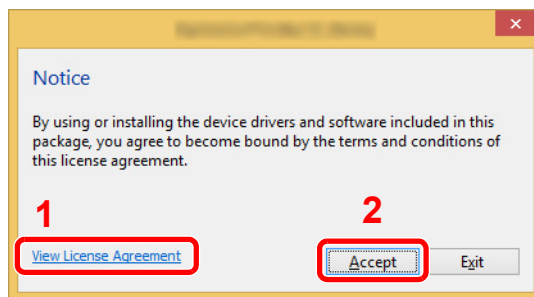 Notice
By using or installing the device drivers and software included in this
package, you agree to become bound by the terms and conditions of
this license agreement.
1
2
View License Agreement
Accept
Exit